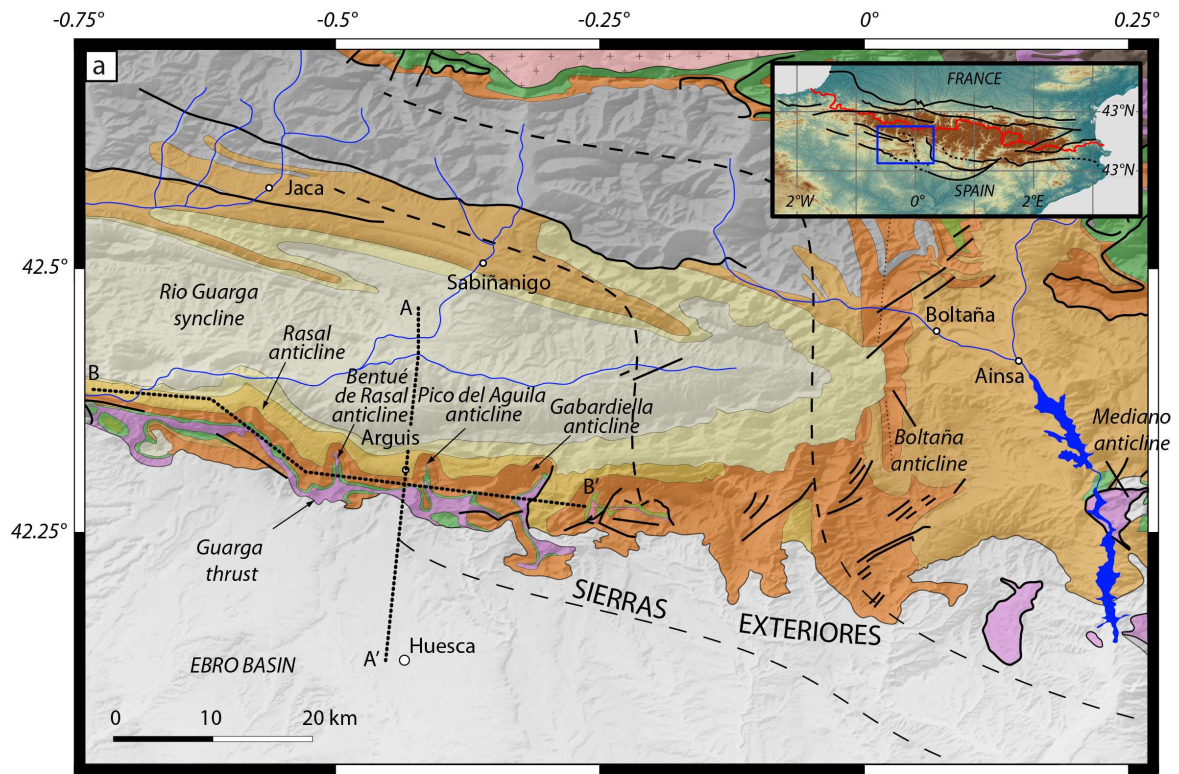 -0.75°
-0.5°
-0.25°
0°
0.25°
a
FRANCE
43°N
43°N
SPAIN
2°W
0°
2°E
Jaca
42.5°
Sabiñanigo
Rio Guarga
syncline
A
Boltaña
Rasal
anticline
Ainsa
B
Bentué
de Rasal
anticline
Pico del Aguila
anticline
Gabardiella
anticline
Mediano
anticline
Arguis
Boltaña
anticline
B'
42.25°
Guarga
thrust
SIERRAS
EXTERIORES
A'
Huesca
EBRO BASIN
0
10
20 km